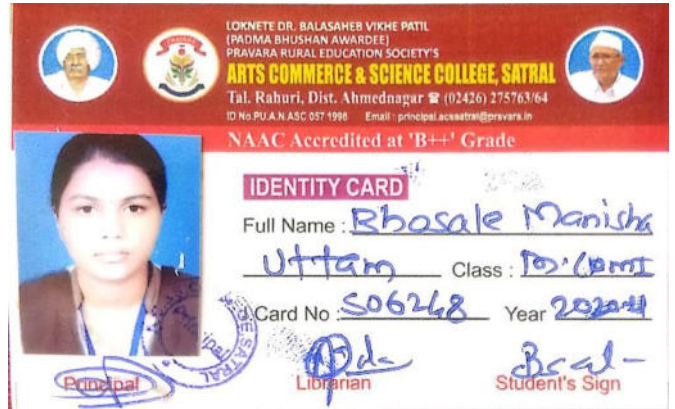 LOKNETE DR. BALASAHEB VIKHE PATIL
(PADMA BHUSHAN AWARDEE)
PRAVARA RURAL EDUCATION SOCIETY'S
ARTS COMMERCE & SCIENCE COLLEGE, SATRAL
Tal. Rahuri, Dist. Ahmednagar ☎ (02426) 275763/64
ID No.PU.A.N.ASC 057 1998 Email : principal.acssatral@pravara.in
NAAC Accredited at 'B++' Grade
IDENTITY CARD
Full Name : Bhosale Manisha
Uttam Class :
Card No : S06248 Year
Principal Librarian Student's Sign
SATRAL